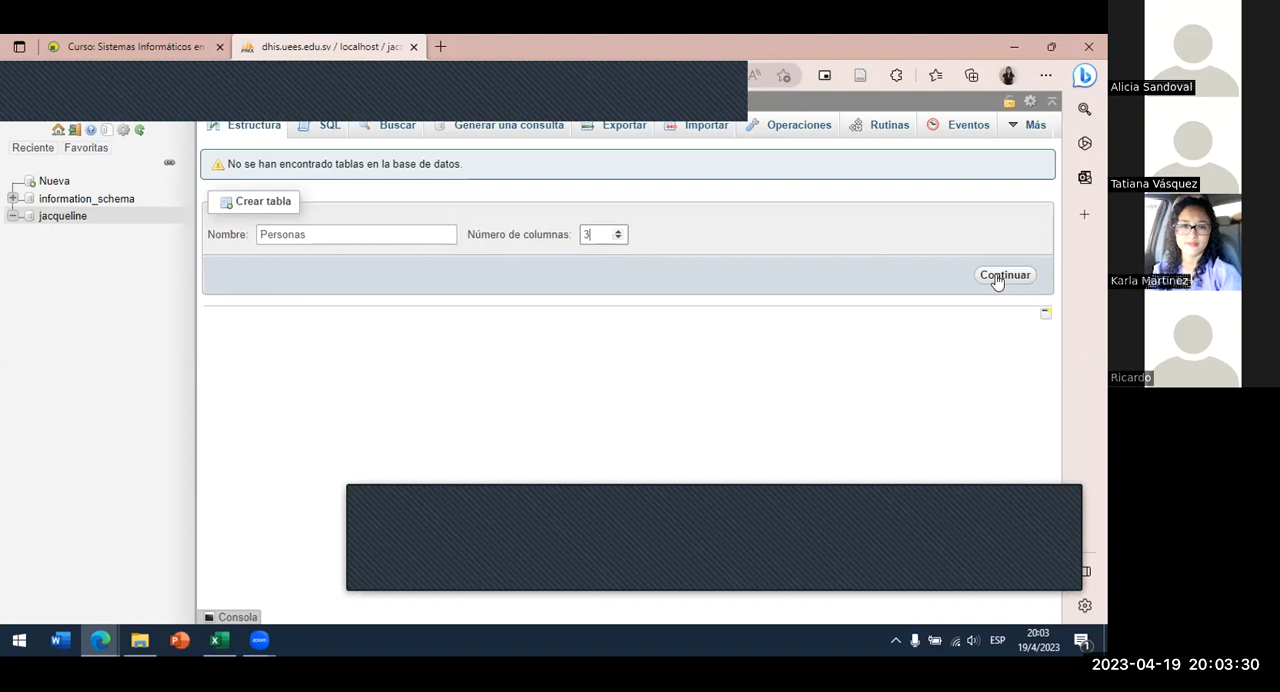 Curso: Sistemas Informáticos en
dhis.uees.edu.sv / localhost / jac
Alicia Sandoval
Reciente Favoritas
Estructura SQL Buscar Generar una consulta Exportar Importar Operaciones Rutinas Eventos Más
No se han encontrado tablas en la base de datos.
Nueva
information_schema
jacqueline
Crear tabla
Nombre: Personas Número de columnas: 3
Continuar
Tatiana Vásquez
Karla Martinez
Ricardo
Consola
ESP
20:03
19/4/2023
1
2023-04-19 20:03:30